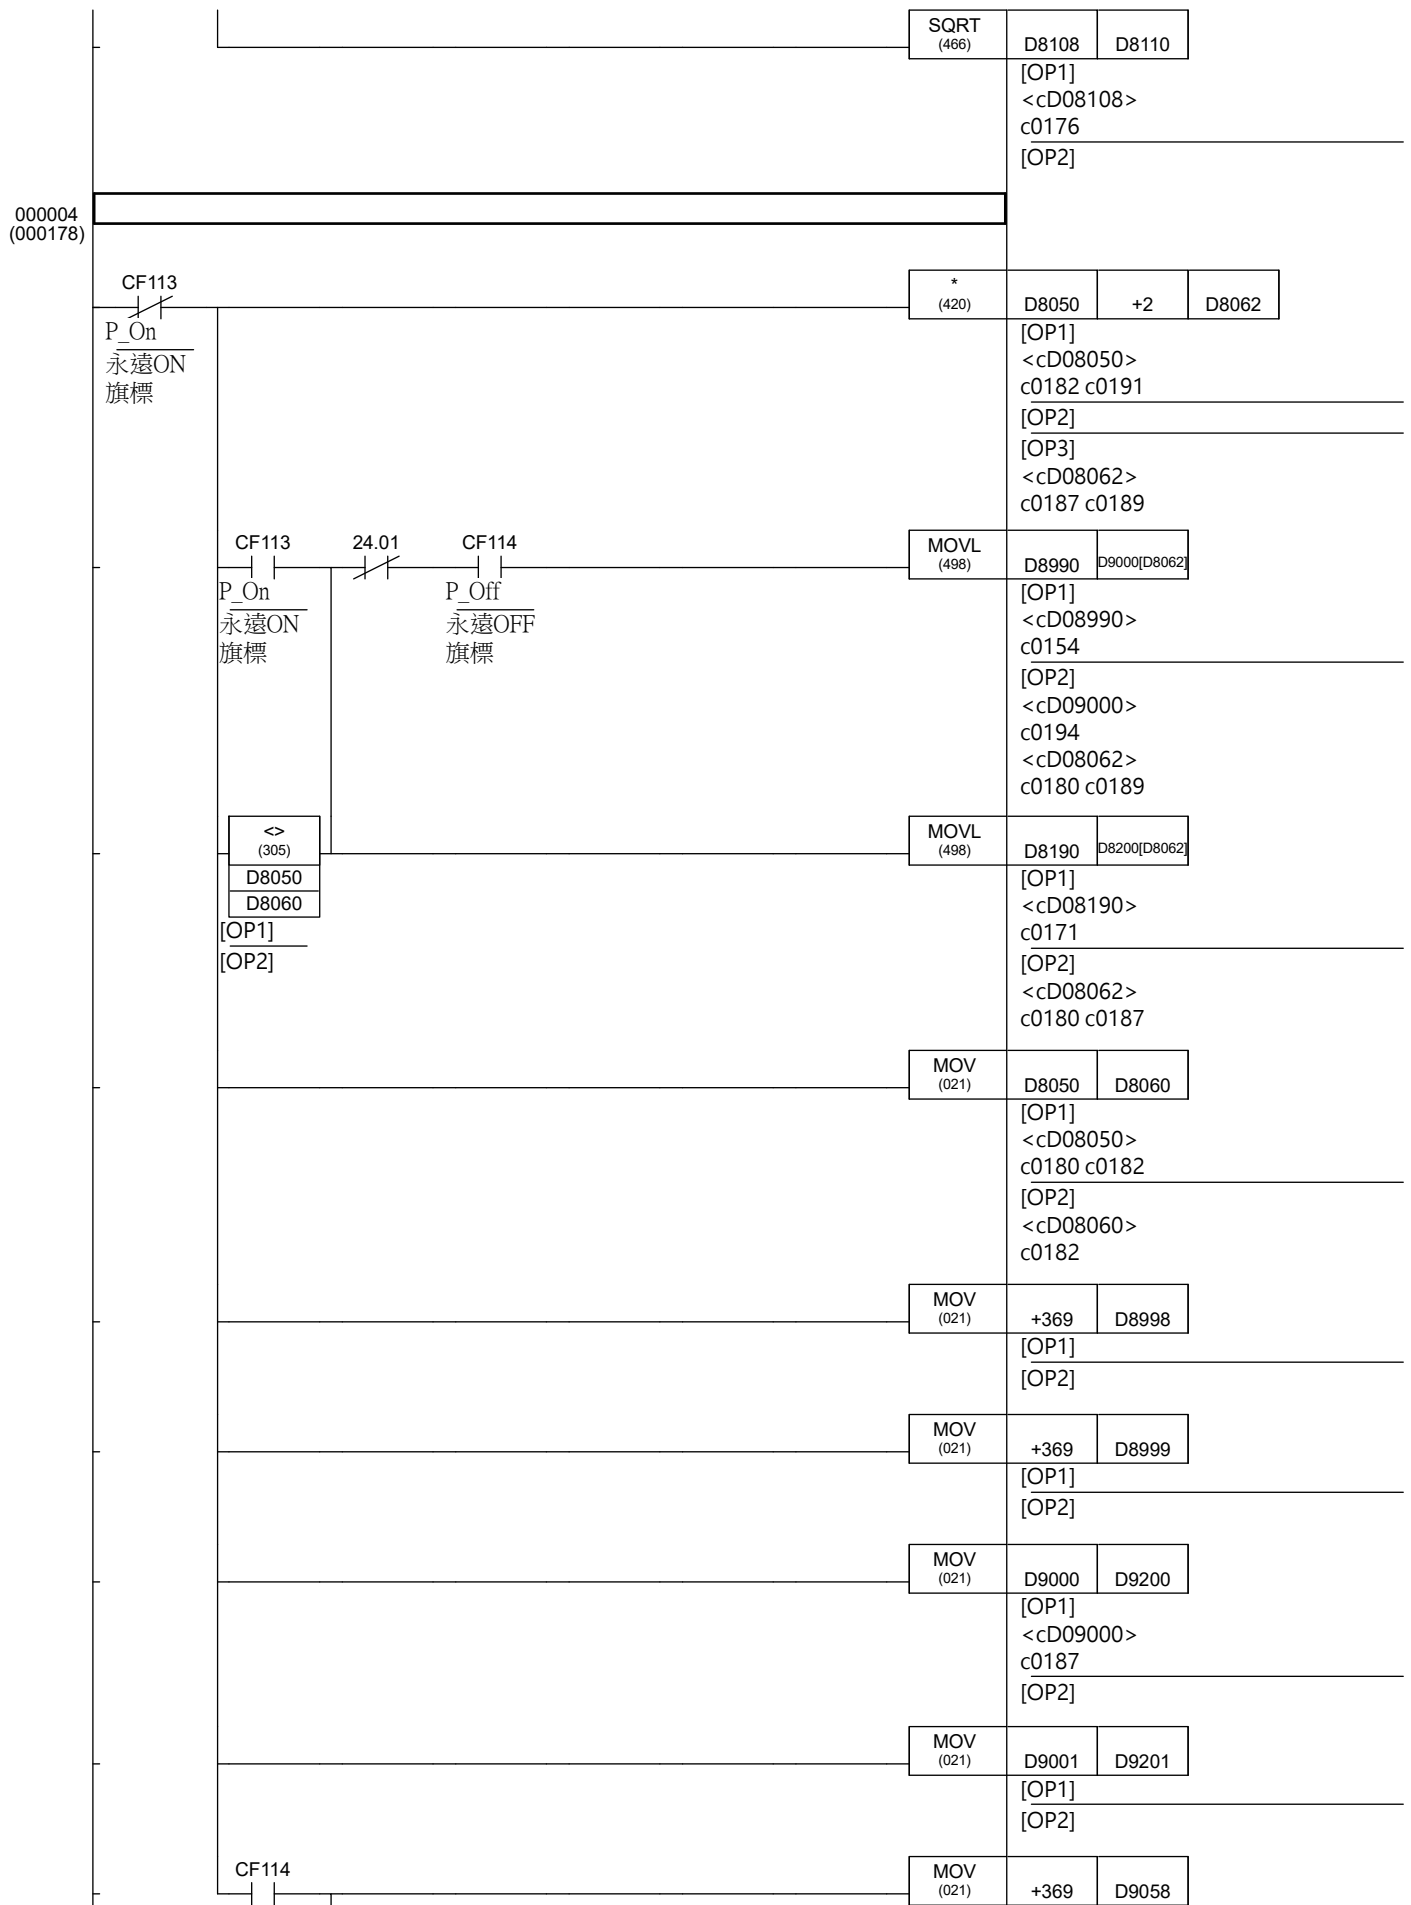 SQRT
(466)
D8108
D8110
[OP1]
<cD08108>
c0176
[OP2]
000004
(000178)
CF113
P_On
永遠ON
旗標
*
(420)
D8050
+2
D8062
[OP1]
<cD08050>
c0182 c0191
[OP2]
[OP3]
<cD08062>
c0187 c0189
CF113
P_On
永遠ON
旗標
24.01
CF114
P_Off
永遠OFF
旗標
MOVL
(498)
D8990
D9000[D8062]
[OP1]
<cD08990>
c0154
[OP2]
<cD09000>
c0194
<cD08062>
c0180 c0189
<>
(305)
D8050
D8060
[OP1]
[OP2]
MOVL
(498)
D8190
D8200[D8062]
[OP1]
<cD08190>
c0171
[OP2]
<cD08062>
c0180 c0187
MOV
(021)
D8050
D8060
[OP1]
<cD08050>
c0180 c0182
[OP2]
<cD08060>
c0182
MOV
(021)
+369
D8998
[OP1]
[OP2]
MOV
(021)
+369
D8999
[OP1]
[OP2]
MOV
(021)
D9000
D9200
[OP1]
<cD09000>
c0187
[OP2]
MOV
(021)
D9001
D9201
[OP1]
[OP2]
CF114
MOV
(021)
+369
D9058